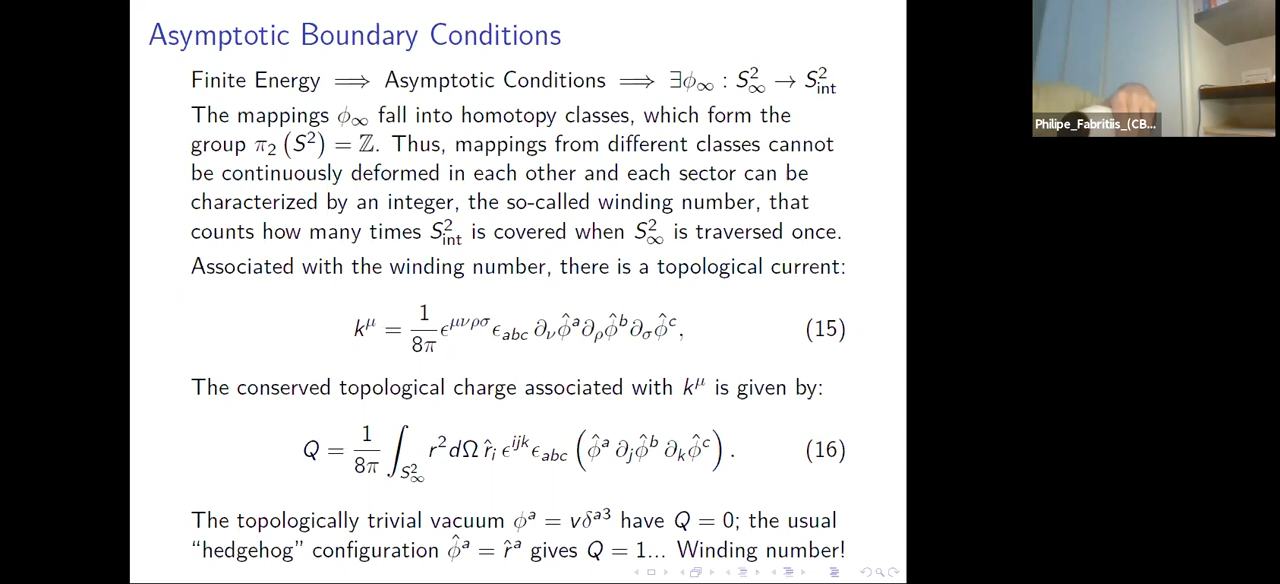 Asymptotic Boundary Conditions
Finite Energy ⟹ Asymptotic Conditions ⟹ ∃ϕ∞ : S²∞ → S²int
The mappings ϕ∞ fall into homotopy classes, which form the
group π₂(S²) = ℤ. Thus, mappings from different classes cannot
be continuously deformed in each other and each sector can be
characterized by an integer, the so-called winding number, that
counts how many times S²int is covered when S²∞ is traversed once.
Associated with the winding number, there is a topological current:
k^μ = 1/8π ϵ^μνρσ ϵ_abc ∂_ν ϕ̂^a ∂_ρ ϕ̂^b ∂_σ ϕ̂^c, (15)
The conserved topological charge associated with k^μ is given by:
Q = 1/8π ∫_S²∞ r² dΩ r̂_i ϵ^ijk ϵ_abc (ϕ̂^a ∂_j ϕ̂^b ∂_k ϕ̂^c). (16)
The topologically trivial vacuum ϕ^a = vδ^a3 have Q = 0; the usual
“hedgehog” configuration ϕ̂^a = r̂^a gives Q = 1... Winding number!
Philipe_Fabritiis_(CB...